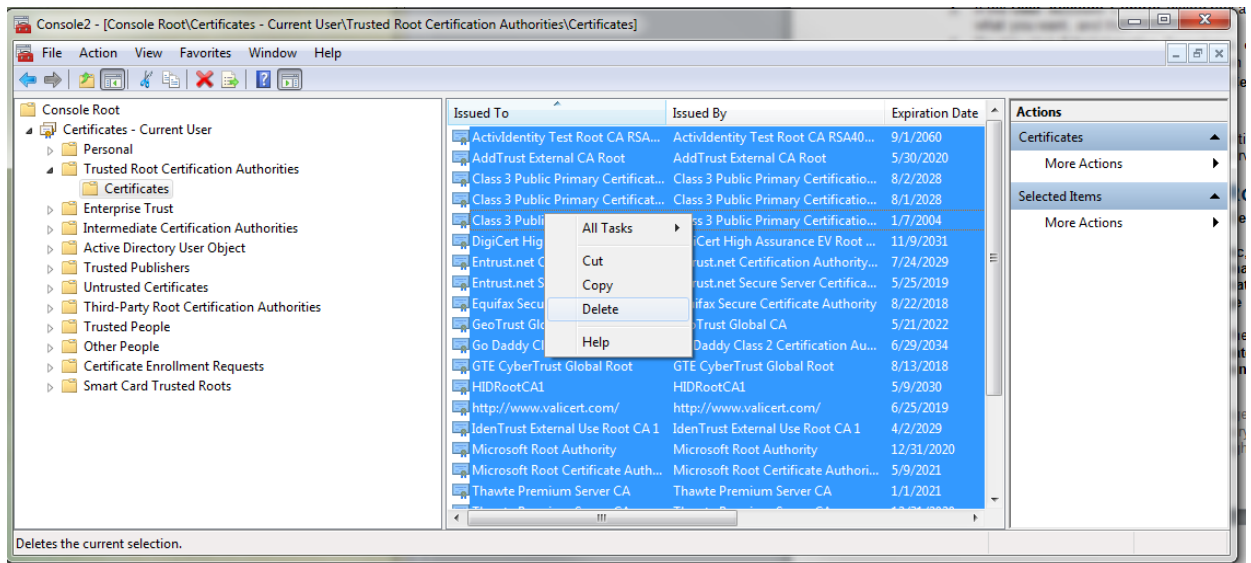 Console2 - [Console Root\Certificates - Current User\Trusted Root Certification Authorities\Certificates]
File Action View Favorites Window Help
Console Root
Certificates - Current User
Personal
Trusted Root Certification Authorities
Certificates
Enterprise Trust
Intermediate Certification Authorities
Active Directory User Object
Trusted Publishers
Untrusted Certificates
Third-Party Root Certification Authorities
Trusted People
Other People
Certificate Enrollment Requests
Smart Card Trusted Roots
Issued To Issued By Expiration Date
ActivIdentity Test Root CA RSA... ActivIdentity Test Root CA RSA40... 9/1/2060
AddTrust External CA Root AddTrust External CA Root 5/30/2020
Class 3 Public Primary Certificat... Class 3 Public Primary Certificatio... 8/2/2028
Class 3 Public Primary Certificat... Class 3 Public Primary Certificatio... 8/1/2028
Class 3 Publi s 3 Public Primary Certificatio... 1/7/2004
DigiCert Hig iCert High Assurance EV Root ... 11/9/2031
Entrust.net C rust.net Certification Authority... 7/24/2029
Entrust.net S rust.net Secure Server Certifica... 5/25/2019
Equifax Secu ifax Secure Certificate Authority 8/22/2018
GeoTrust Glo Trust Global CA 5/21/2022
Go Daddy Cl Daddy Class 2 Certification Au... 6/29/2034
GTE CyberTrust Global Root GTE CyberTrust Global Root 8/13/2018
HIDRootCA1 HIDRootCA1 5/9/2030
http://www.valicert.com/ http://www.valicert.com/ 6/25/2019
IdenTrust External Use Root CA 1 IdenTrust External Use Root CA 1 4/2/2029
Microsoft Root Authority Microsoft Root Authority 12/31/2020
Microsoft Root Certificate Auth... Microsoft Root Certificate Authori... 5/9/2021
Thawte Premium Server CA Thawte Premium Server CA 1/1/2021
All Tasks
Cut
Copy
Delete
Help
Actions
Certificates
More Actions
Selected Items
More Actions
Deletes the current selection.